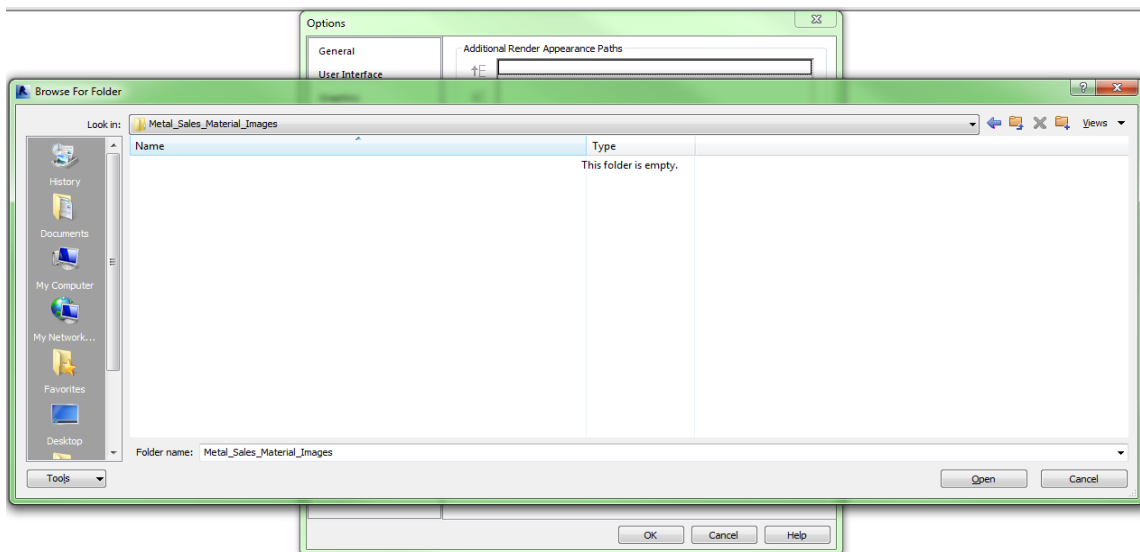 Options
General
Additional Render Appearance Paths
User Interface
Browse For Folder
Look in:
Metal_Sales_Material_Images
Views
Name
Type
This folder is empty.
History
Documents
My Computer
My Network...
Favorites
Desktop
Folder name:
Metal_Sales_Material_Images
Tools
Open
Cancel
OK
Cancel
Help